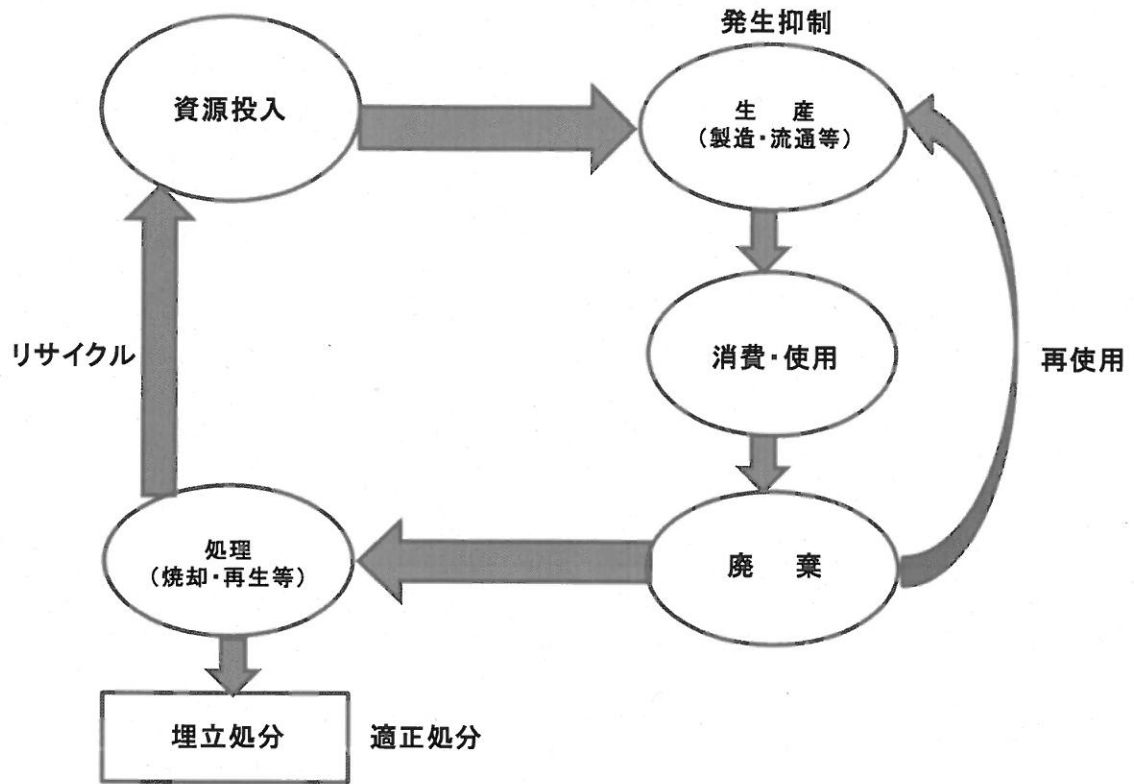 発生抑制
資源投入
生 産
（製造・流通等）
リサイクル
消費・使用
再使用
処理
（焼却・再生等）
廃 棄
埋立処分
適正処分